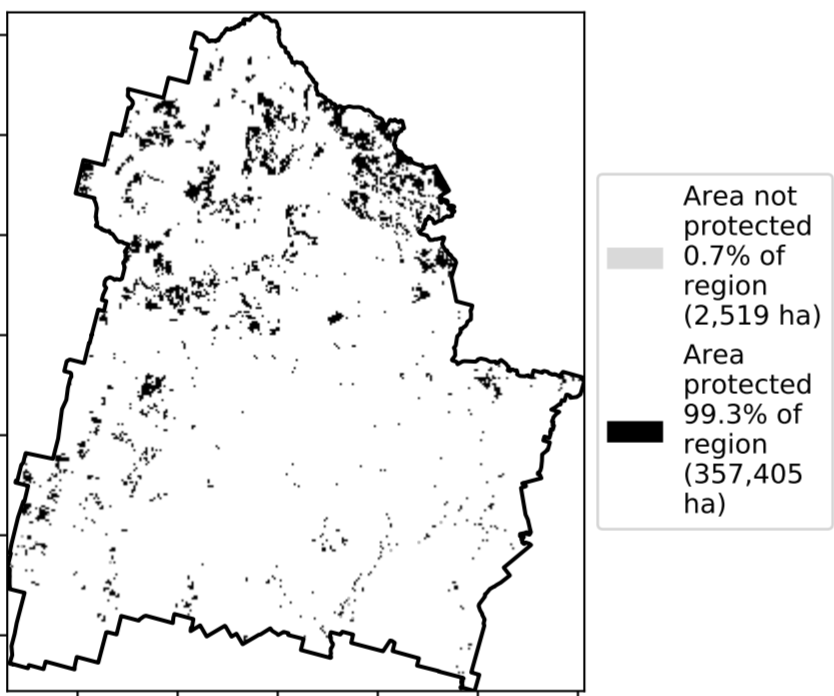 Area not
protected
0.7% of
region
(2,519 ha)
Area
protected
99.3% of
region
(357,405
ha)